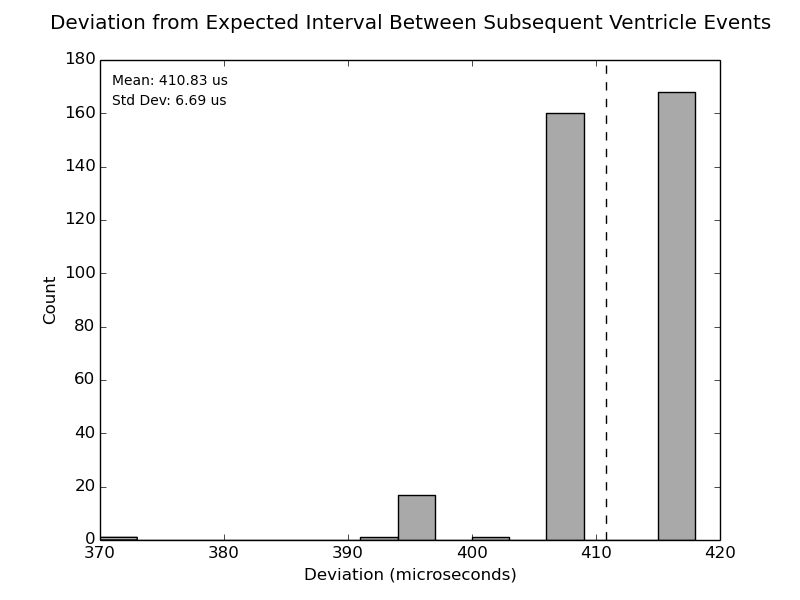 Deviation from Expected Interval Between Subsequent Ventricle Events
180
Mean: 410.83 us
Std Dev: 6.69 us
160
140
120
100
Count
80
60
40
20
0
370 380 390 400 410 420
Deviation (microseconds)